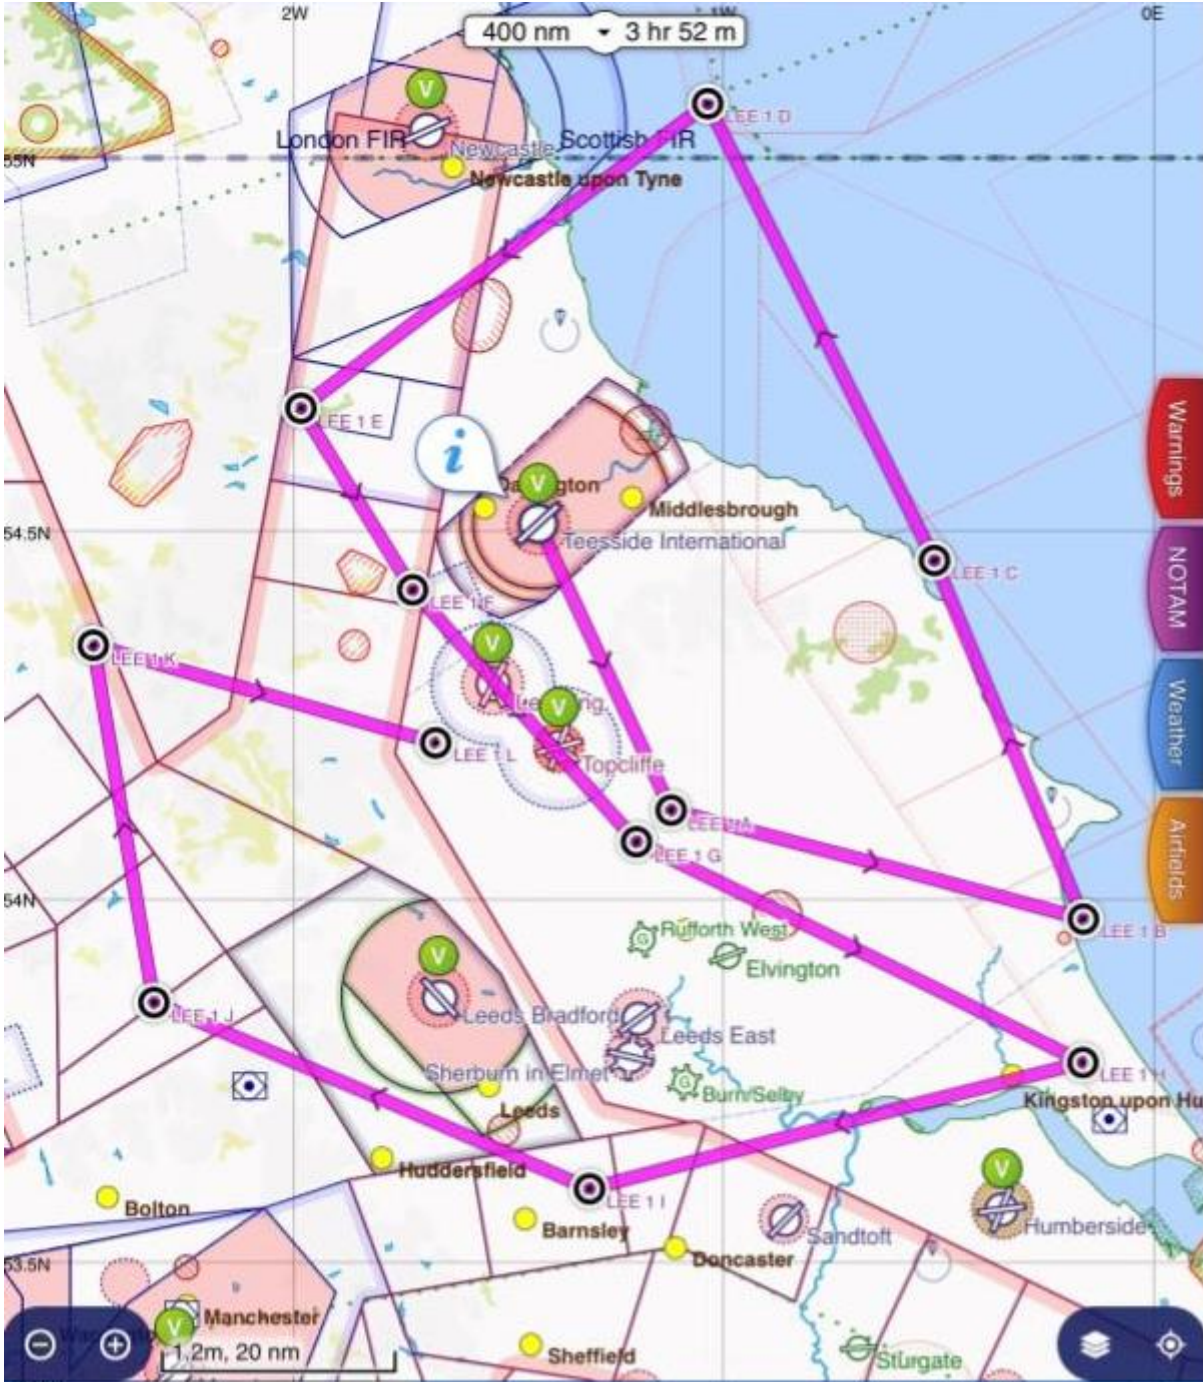 2W
1W
0E
400 nm
3 hr 52 m
LEE 1 D
V
London FIR
Scottish FIR
Newcastle
55N
Newcastle upon Tyne
LEE 1 E
i
V
Middlesbrough
54.5N
Teesside International
Warnings
LEE 1 C
NOTAM
LEE 1 F
V
LEE 1 K
Weather
V
LEE 1 L
Topcliffe
LEE 1 A
LEE 1 G
Airfields
54N
LEE 1 B
G
Rufforth West
V
Elvington
LEE 1 J
Leeds Bradford
Leeds East
Sherburn in Elmet
LEE 1 H
G
Burn/Selby
Kingston upon Hu
Leeds
Huddersfield
V
LEE 1 I
Bolton
Barnsley
Sandtoft
Humberside
Doncaster
53.5N
V
Manchester
1.2m, 20 nm
Sheffield
Sturgate